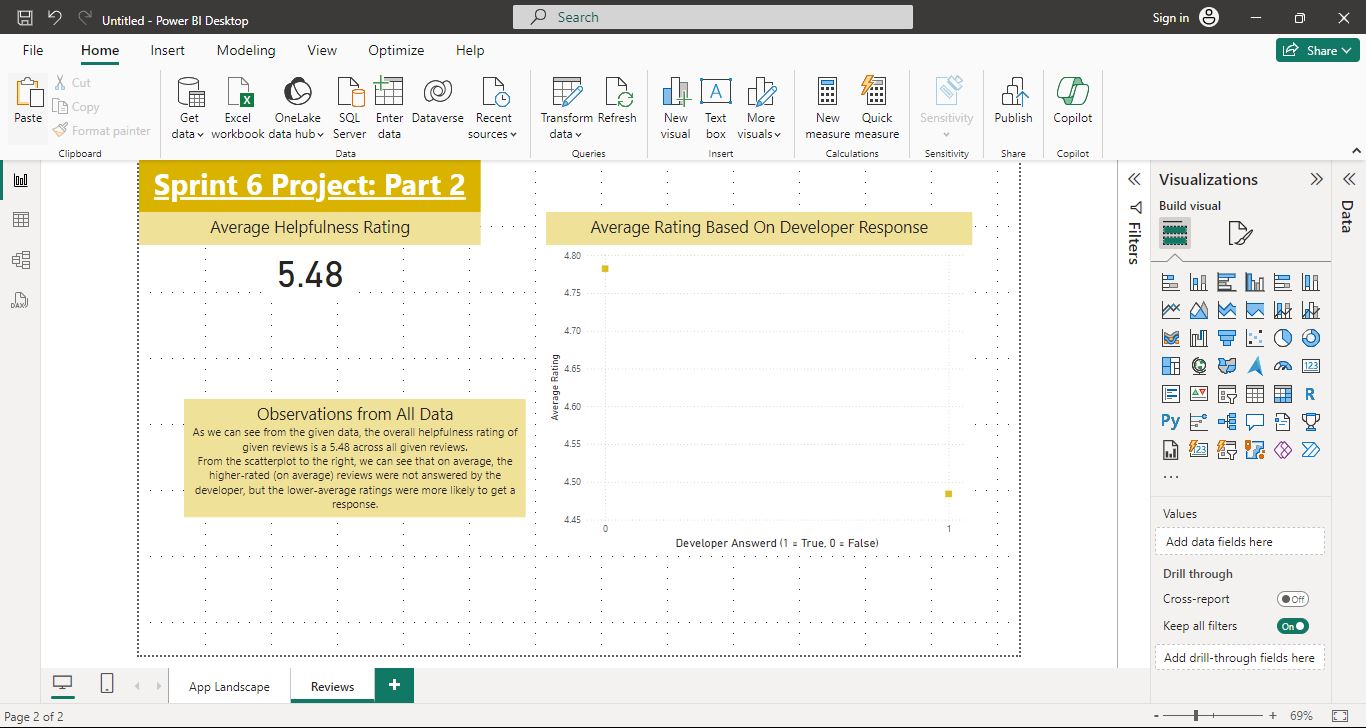 Untitled - Power BI Desktop
Search
Sign in
File Home Insert Modeling View Optimize Help
Share
Paste
Cut
Copy
Format painter
Clipboard
Get data
Excel workbook
OneLake data hub
SQL Server
Enter data
Dataverse
Recent sources
Data
Transform data
Refresh
Queries
New visual
Text box
More visuals
Insert
New measure
Quick measure
Calculations
Sensitivity
Sensitivity
Publish
Share
Copilot
Copilot
Sprint 6 Project: Part 2
Average Helpfulness Rating
5.48
Observations from All Data
As we can see from the given data, the overall helpfulness rating of
given reviews is a 5.48 across all given reviews.
From the scatterplot to the right, we can see that on average, the
higher-rated (on average) reviews were not answered by the
developer, but the lower-average ratings were more likely to get a
response.
Average Rating Based On Developer Response
Average Rating
4.80
4.75
4.70
4.65
4.60
4.55
4.50
4.45
0 1
Developer Answerd (1 = True, 0 = False)
Filters
Visualizations
Build visual
123
R
Py
123
...
Values
Add data fields here
Drill through
Cross-report
Off
Keep all filters
On
Add drill-through fields here
Data
DAX
App Landscape
Reviews
+
Page 2 of 2
- + 69%